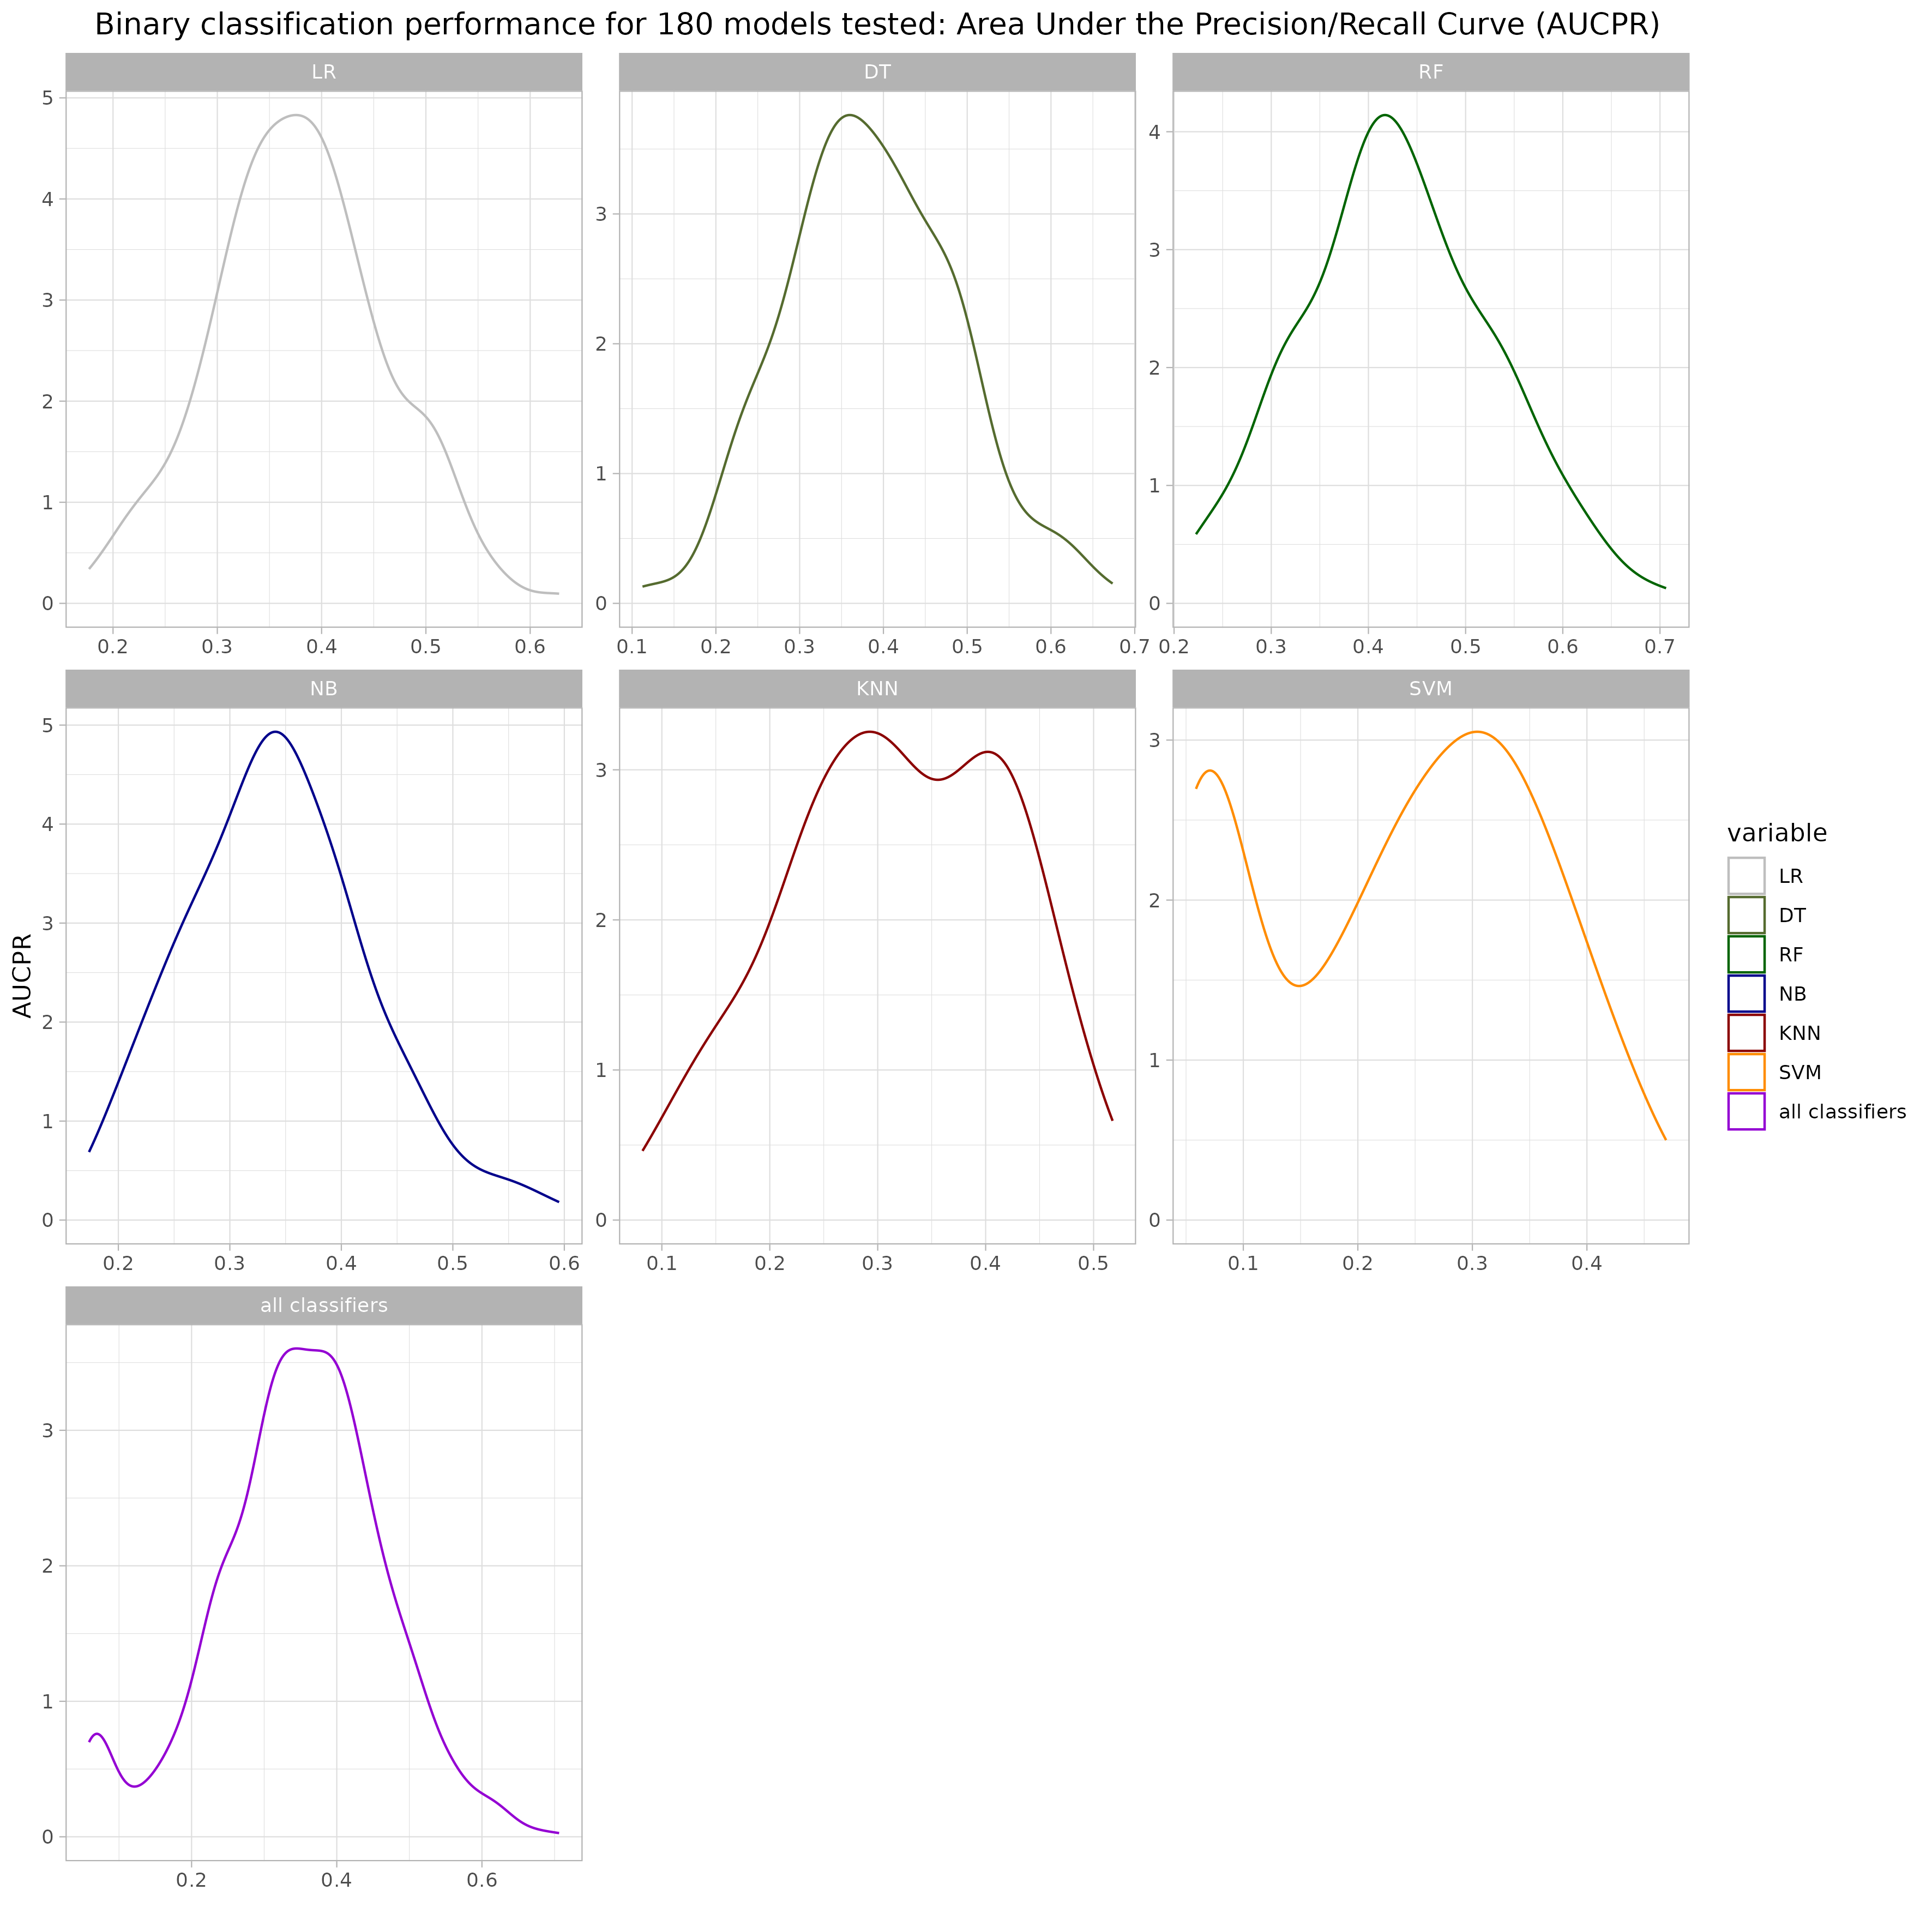 Binary classification performance for 180 models tested: Area Under the Precision/Recall Curve (AUCPR)
LR
DT
RF
5
4
3
2
1
0
0.2 0.3 0.4 0.5 0.6
3
2
1
0
0.1 0.2 0.3 0.4 0.5 0.6 0.7
4
3
2
1
0
0.2 0.3 0.4 0.5 0.6 0.7
NB
KNN
SVM
AUCPR
5
4
3
2
1
0
0.2 0.3 0.4 0.5 0.6
3
2
1
0
0.1 0.2 0.3 0.4 0.5
3
2
1
0
0.1 0.2 0.3 0.4
all classifiers
3
2
1
0
0.2 0.4 0.6
variable
LR
DT
RF
NB
KNN
SVM
all classifiers